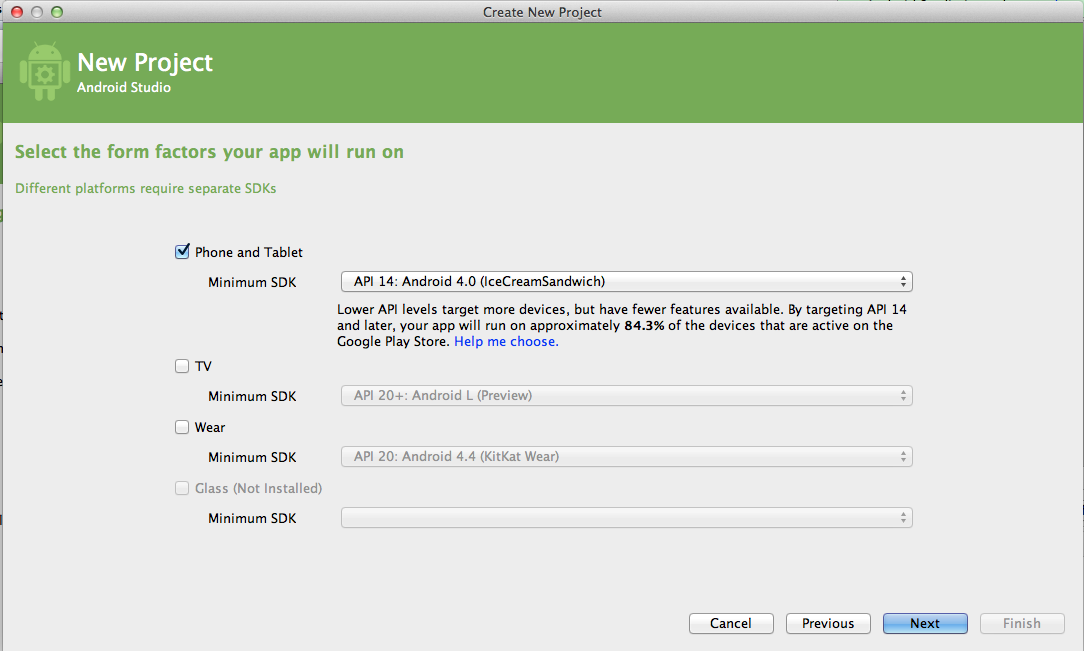 Create New Project
New Project
Android Studio
Select the form factors your app will run on
Different platforms require separate SDKs
Phone and Tablet
Minimum SDK
API 14: Android 4.0 (IceCreamSandwich)
Lower API levels target more devices, but have fewer features available. By targeting API 14
and later, your app will run on approximately 84.3% of the devices that are active on the
Google Play Store. Help me choose.
TV
Minimum SDK
API 20+: Android L (Preview)
Wear
Minimum SDK
API 20: Android 4.4 (KitKat Wear)
Glass (Not Installed)
Minimum SDK
Cancel
Previous
Next
Finish